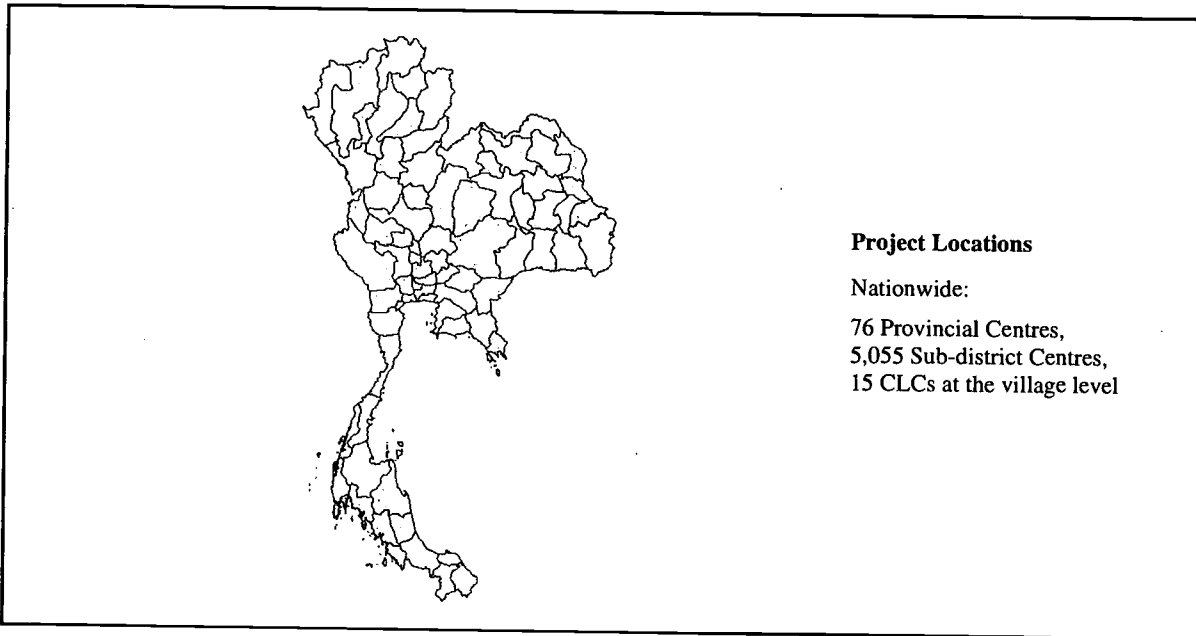 Project Locations
Nationwide:
76 Provincial Centres,
5,055 Sub-district Centres,
15 CLCs at the village level